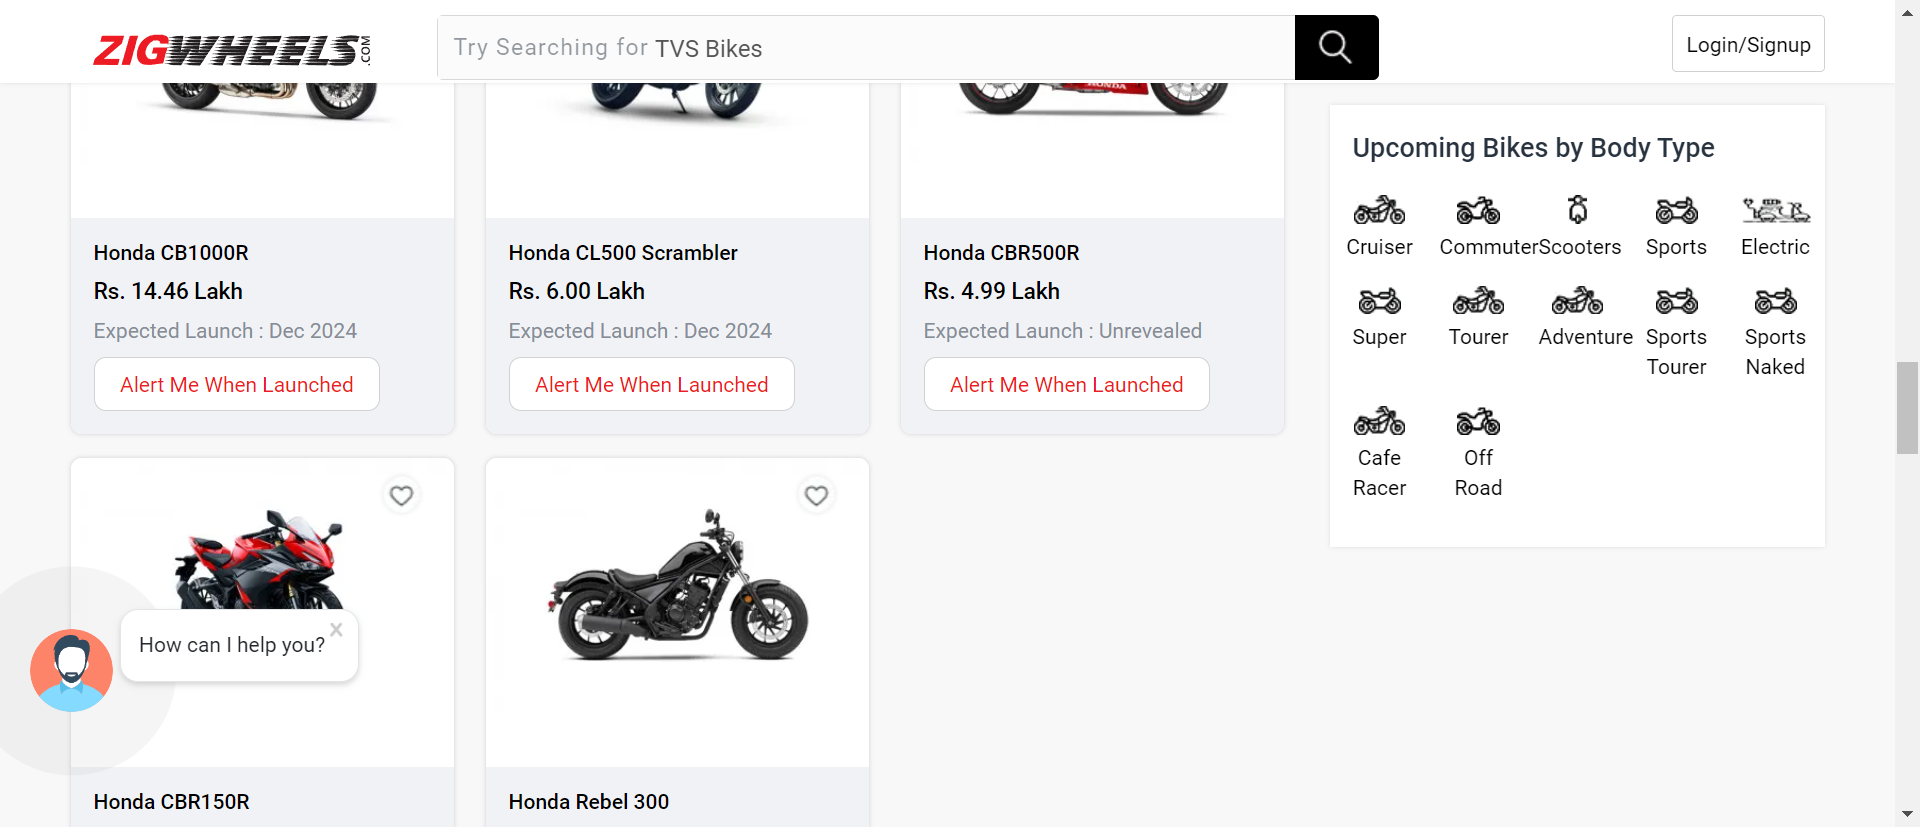 ZIGWHEELS.COM
Try Searching for TVS Bikes
Login/Signup
HONDA
Honda CB1000R
Rs. 14.46 Lakh
Expected Launch : Dec 2024
Alert Me When Launched
Honda CL500 Scrambler
Rs. 6.00 Lakh
Expected Launch : Dec 2024
Alert Me When Launched
Honda CBR500R
Rs. 4.99 Lakh
Expected Launch : Unrevealed
Alert Me When Launched
Honda CBR150R
Honda Rebel 300
How can I help you?
Upcoming Bikes by Body Type
Cruiser
Commuter
Scooters
Sports
Electric
Super
Tourer
Adventure
Sports
Tourer
Sports
Naked
Cafe
Racer
Off
Road